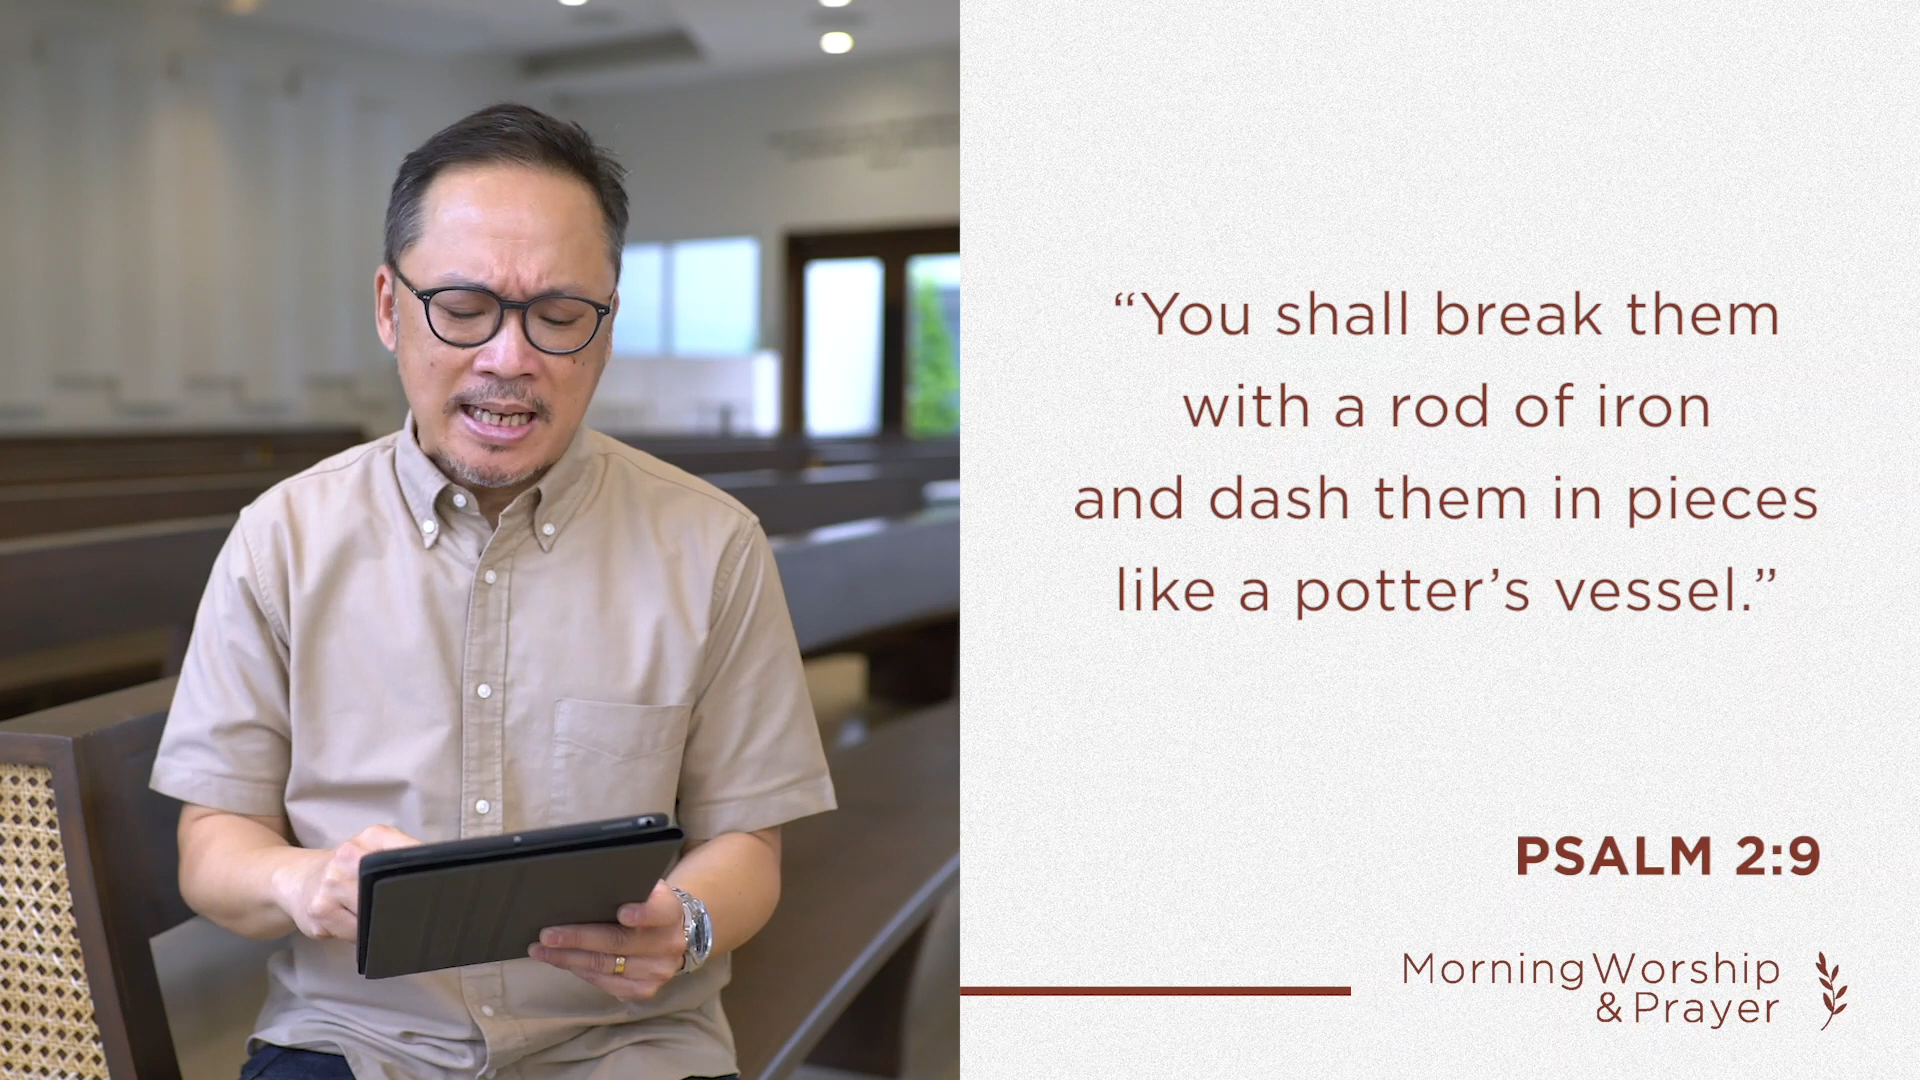 “You shall break them
with a rod of iron
and dash them in pieces
like a potter’s vessel.”
PSALM 2:9
Morning Worship
& Prayer